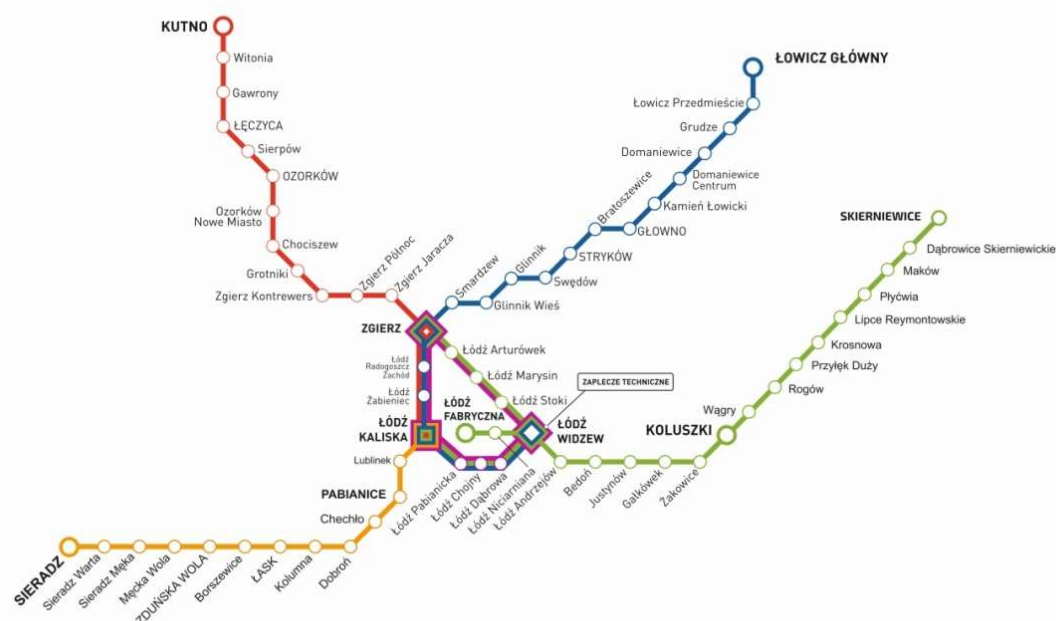 KUTNO
Witonia
Gawrony
ŁĘCZYCA
Sierpów
OZORKÓW
Ozorków
Nowe Miasto
Chociszew
Grotniki
Zgierz Kontrewers
Zgierz Północ
Zgierz Jaracza
ZGIERZ
ŁOWICZ GŁÓWNY
Łowicz Przedmieście
Grudze
Domaniewice
Domaniewice
Centrum
Kamień Łowicki
GŁOWNO
Bratoszewice
STRYKÓW
Swędów
Glinnik
Glinnik Wieś
Smardzew
SKIERNIEWICE
Dąbrowice Skierniewickie
Maków
Płyćwia
Lipce Reymontowskie
Krosnowa
Przyłęk Duży
Rogów
Wągry
KOLUSZKI
Żakowice
Gałkówek
Justynów
Bedoń
Łódź Andrzejów
Łódź Niciarniana
Łódź Dąbrowa
Łódź Chojny
Łódź Pabianicka
Łódź Arturówek
Łódź Marysin
Łódź Stoki
ZAPLECZE TECHNICZNE
ŁÓDŹ
WIDZEW
ŁÓDŹ
FABRYCZNA
Łódź
Radogoszcz
Zachód
Łódź
Żabieniec
ŁÓDŹ
KALISKA
Lublinek
PABIANICE
Chechło
Dobroń
Kolumna
ŁASK
Borszewice
ZDUŃSKA WOLA
Męcka Wola
Sieradz Męka
Sieradz Warta
SIERADZ